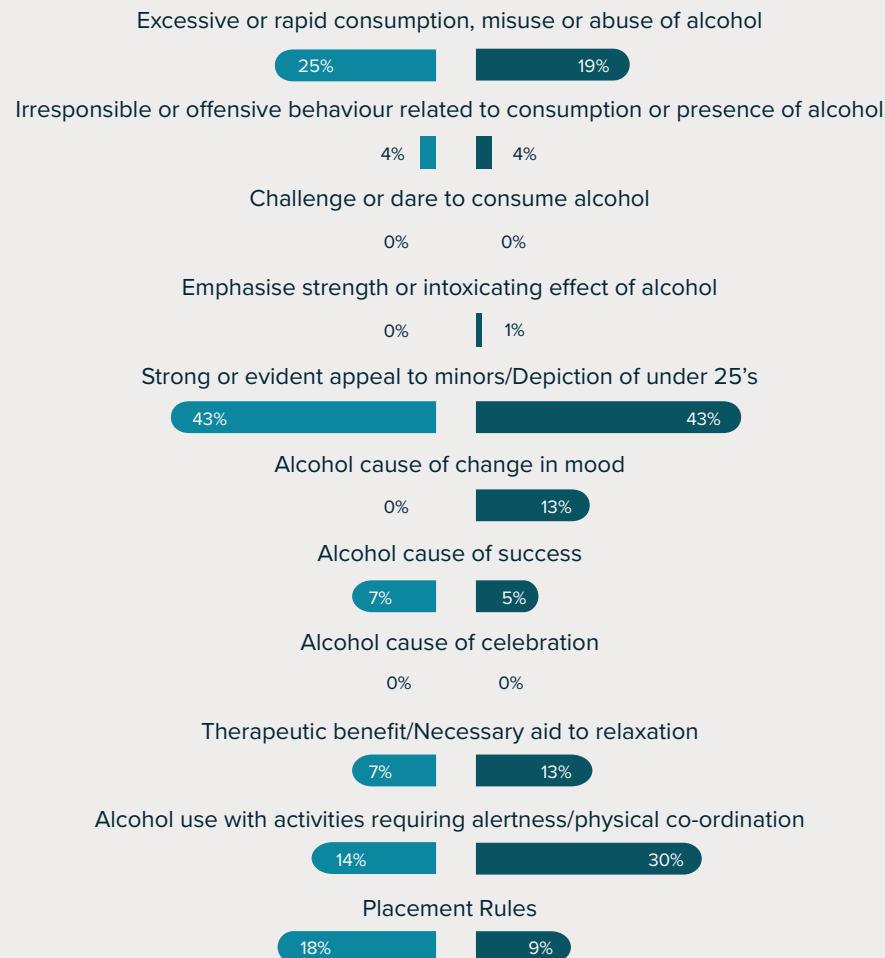 Excessive or rapid consumption, misuse or abuse of alcohol
25% 19%
Irresponsible or offensive behaviour related to consumption or presence of alcohol
4% 4%
Challenge or dare to consume alcohol
0% 0%
Emphasise strength or intoxicating effect of alcohol
0% 1%
Strong or evident appeal to minors/Depiction of under 25’s
43% 43%
Alcohol cause of change in mood
0% 13%
Alcohol cause of success
7% 5%
Alcohol cause of celebration
0% 0%
Therapeutic benefit/Necessary aid to relaxation
7% 13%
Alcohol use with activities requiring alertness/physical co-ordination
14% 30%
Placement Rules
18% 9%